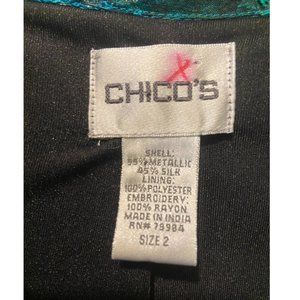 CHICO'S
SHELL:
55% METALLIC
45% SILK
LINING:
100% POLYESTER
EMBROIDERY:
100% RAYON
MADE IN INDIA
RN# 79984
SIZE 2